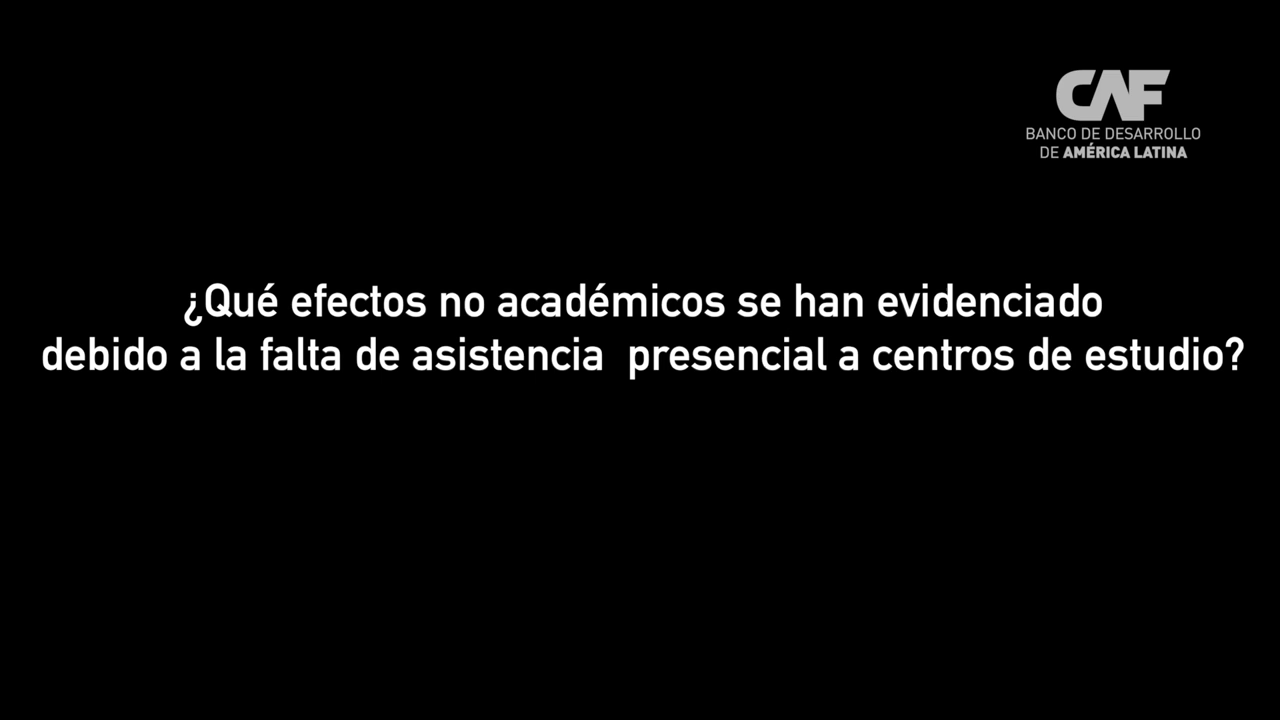 CAF
BANCO DE DESARROLLO
DE AMÉRICA LATINA
¿Qué efectos no académicos se han evidenciado
debido a la falta de asistencia  presencial a centros de estudio?